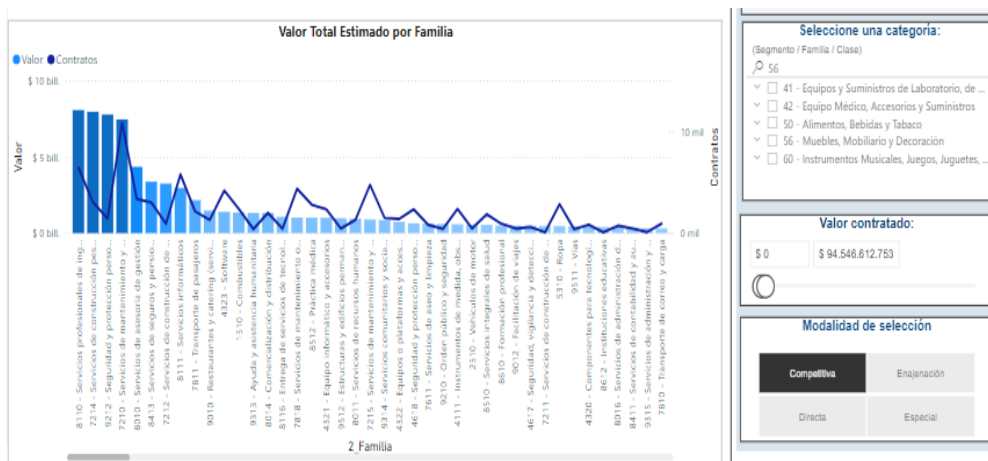 Valor Total Estimado por Familia
Valor Contratos
$ 10 bill.
$ 5 bill.
$ 0 bill.
Valor
10 mil
0 mil
Contratos
8110 - Servicios profesionales de ing...
7214 - Servicios de construcción pes...
9212 - Seguridad y protección perso...
7210 - Servicios de mantenimiento y ...
8010 - Servicios de asesoría de gestión
8413 - Servicios de seguros y pensio...
7212 - Servicios de construcción de ...
8111 - Servicios informáticos
7811 - Transporte de pasajeros
9010 - Restaurantes y catering (servi...
4323 - Software
1510 - Combustibles
9313 - Ayuda y asistencia humanitaria
8014 - Comercialización y distribución
8116 - Entrega de servicios de tecnol...
7818 - Servicios de mantenimiento o...
8512 - Práctica médica
4321 - Equipo informático y accesorios
9512 - Estructuras y edificios perman...
8011 - Servicios de recursos humanos
7215 - Servicios de mantenimiento y ...
9314 - Servicios comunitarios y sociale...
4322 - Equipos o plataformas y acces...
4618 - Seguridad y protección perso...
7611 - Servicios de aseo y limpieza
9210 - Orden público y seguridad
4111 - Instrumentos de medida, obs...
2510 - Vehículos de motor
8510 - Servicios integrales de salud
8610 - Formación profesional
9012 - Facilitación de viajes
4617 - Seguridad, vigilancia y detecci...
7211 - Servicios de construcción de ...
5310 - Ropa
9511 - Vías
4320 - Componentes para tecnologí...
8612 - Instituciones educativas
8016 - Servicios de administración d...
8411 - Servicios de contabilidad y au...
9315 - Servicios de administración y ...
7810 - Transporte de correo y carga
2_Familia
Seleccione una categoría:
(Segmento / Familia / Clase)
56
41 - Equipos y Suministros de Laboratorio, de ...
42 - Equipo Médico, Accesorios y Suministros
50 - Alimentos, Bebidas y Tabaco
56 - Muebles, Mobiliario y Decoración
60 - Instrumentos Musicales, Juegos, Juguetes, ...
Valor contratado:
$ 0
$ 94.546.612.753
Modalidad de selección
Competitiva
Enajenación
Directa
Especial